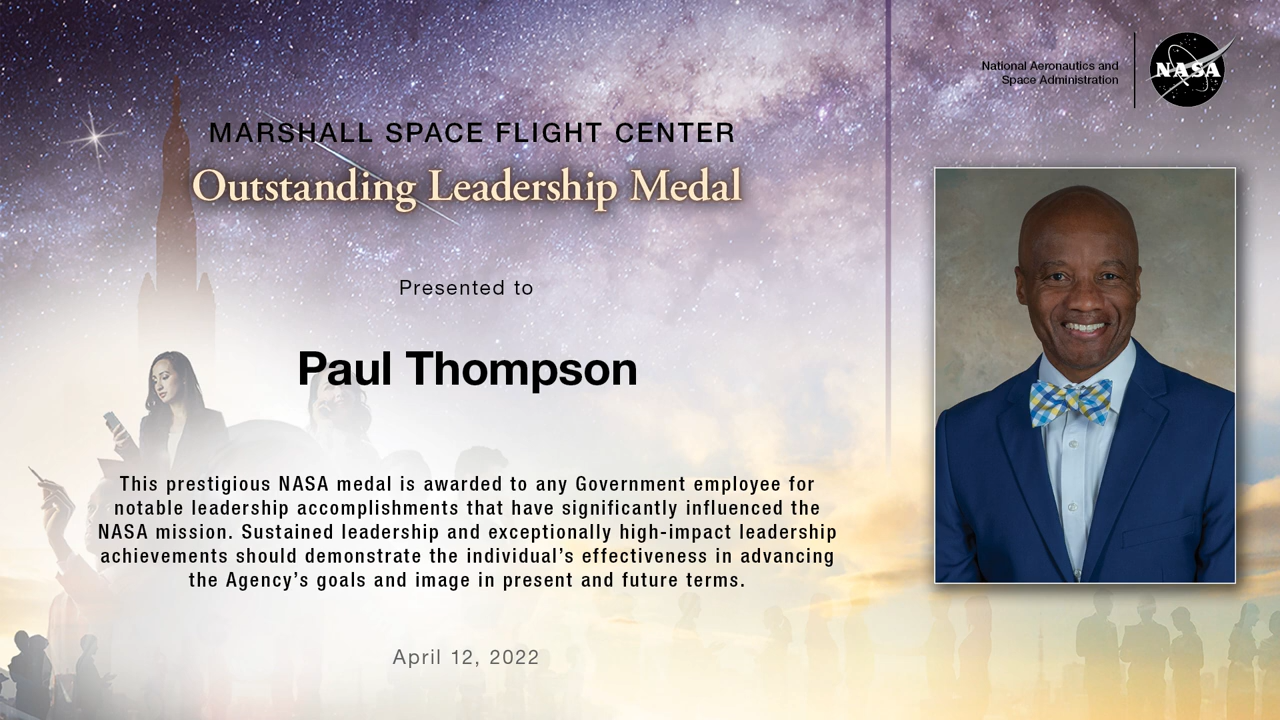 National Aeronautics and
Space Administration
NASA
MARSHALL SPACE FLIGHT CENTER
Outstanding Leadership Medal
Presented to
Paul Thompson
This prestigious NASA medal is awarded to any Government employee for
notable leadership accomplishments that have significantly influenced the
NASA mission. Sustained leadership and exceptionally high-impact leadership
achievements should demonstrate the individual’s effectiveness in advancing
the Agency’s goals and image in present and future terms.
April 12, 2022